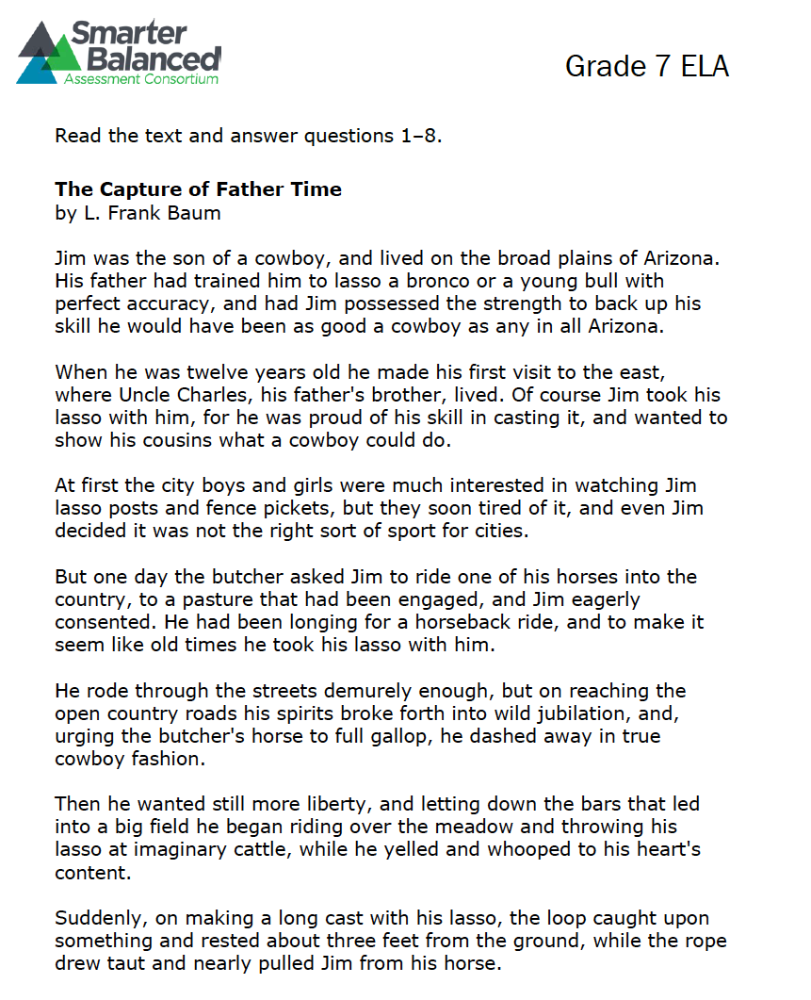 Smarter
Balanced
Assessment Consortium
Grade 7 ELA
Read the text and answer questions 1–8.
The Capture of Father Time
by L. Frank Baum
Jim was the son of a cowboy, and lived on the broad plains of Arizona.
His father had trained him to lasso a bronco or a young bull with
perfect accuracy, and had Jim possessed the strength to back up his
skill he would have been as good a cowboy as any in all Arizona.
When he was twelve years old he made his first visit to the east,
where Uncle Charles, his father's brother, lived. Of course Jim took his
lasso with him, for he was proud of his skill in casting it, and wanted to
show his cousins what a cowboy could do.
At first the city boys and girls were much interested in watching Jim
lasso posts and fence pickets, but they soon tired of it, and even Jim
decided it was not the right sort of sport for cities.
But one day the butcher asked Jim to ride one of his horses into the
country, to a pasture that had been engaged, and Jim eagerly
consented. He had been longing for a horseback ride, and to make it
seem like old times he took his lasso with him.
He rode through the streets demurely enough, but on reaching the
open country roads his spirits broke forth into wild jubilation, and,
urging the butcher's horse to full gallop, he dashed away in true
cowboy fashion.
Then he wanted still more liberty, and letting down the bars that led
into a big field he began riding over the meadow and throwing his
lasso at imaginary cattle, while he yelled and whooped to his heart's
content.
Suddenly, on making a long cast with his lasso, the loop caught upon
something and rested about three feet from the ground, while the rope
drew taut and nearly pulled Jim from his horse.